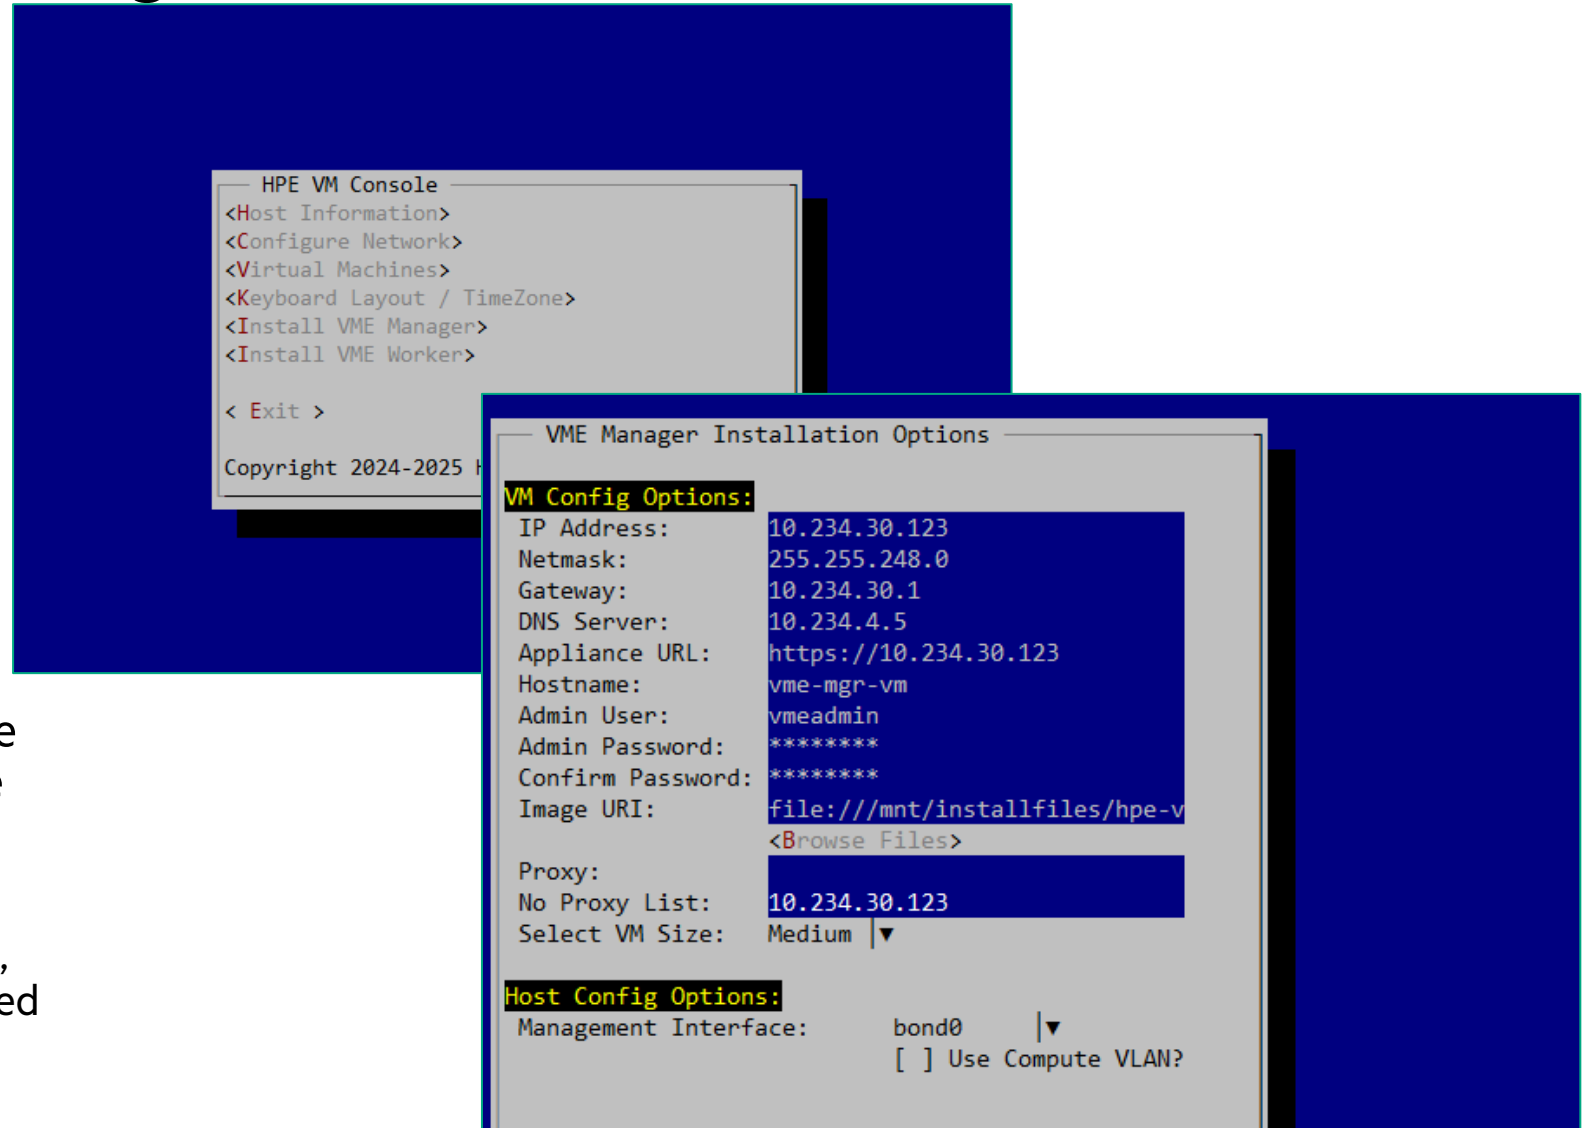 HPE VM Console
<Host Information>
<Configure Network>
<Virtual Machines>
<Keyboard Layout / TimeZone>
<Install VME Manager>
<Install VME Worker>
< Exit >
Copyright 2024-2025
VME Manager Installation Options
VM Config Options:
IP Address: 10.234.30.123
Netmask: 255.255.248.0
Gateway: 10.234.30.1
DNS Server: 10.234.4.5
Appliance URL: https://10.234.30.123
Hostname: vme-mgr-vm
Admin User: vmeadmin
Admin Password: ********
Confirm Password: ********
Image URI: file:///mnt/installfiles/hpe-v
<Browse Files>
Proxy:
No Proxy List: 10.234.30.123
Select VM Size: Medium ▼
Host Config Options:
Management Interface: bond0 ▼
[ ] Use Compute VLAN?